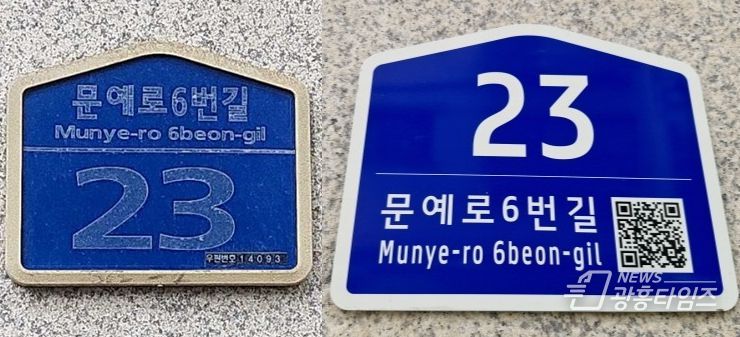 문예로6번길
Munye-ro 6beon-gil
23
우편번호 14093
23
문예로6번길
Munye-ro 6beon-gil
NEWS
광흥타임즈